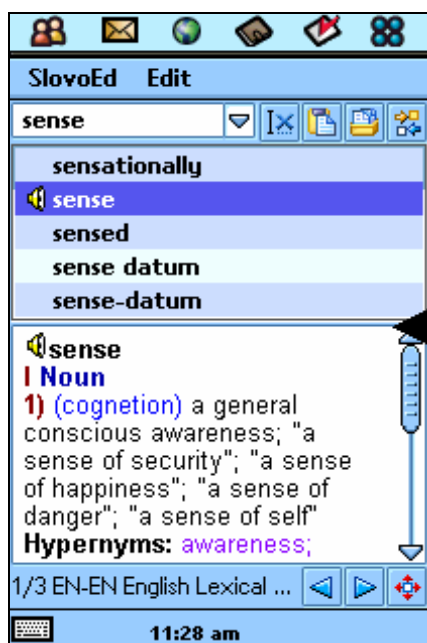 SlovoEd Edit
sense
sensationally
sense
sensed
sense datum
sense-datum
sense
I Noun
1) (cognetion) a general
conscious awareness; "a
sense of security"; "a sense
of happiness"; "a sense of
danger"; "a sense of self"
Hypernyms: awareness;
1/3 EN-EN English Lexical ...
11:28 am